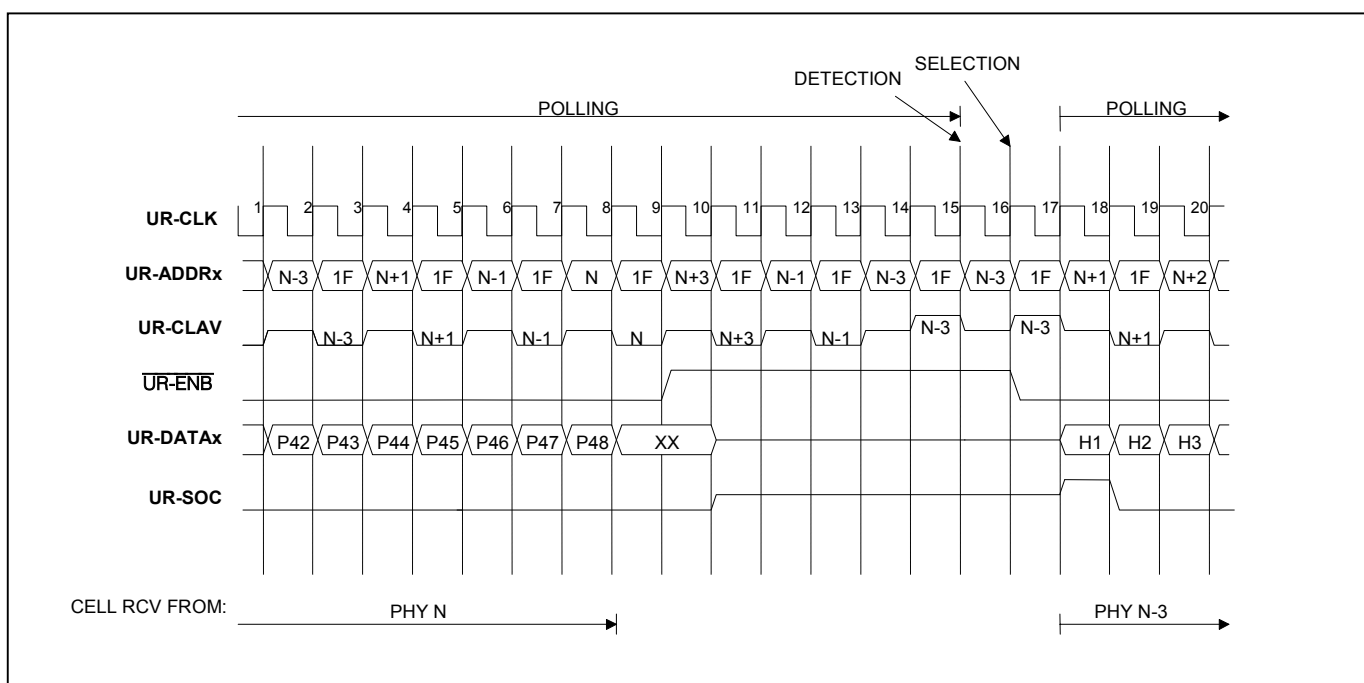 SELECTION
DETECTION
POLLING POLLING
UR-CLK 1 2 3 4 5 6 7 8 9 10 11 12 13 14 15 16 17 18 19 20
UR-ADDRx N-3 1F N+1 1F N-1 1F N 1F N+3 1F N-1 1F N-3 1F N-3 1F N+1 1F N+2
UR-CLAV N-3 N+1 N-1 N N+3 N-1 N-3 N-3 N+1
UR-ENB
UR-DATAx P42 P43 P44 P45 P46 P47 P48 XX H1 H2 H3
UR-SOC
CELL RCV FROM: PHY N PHY N-3